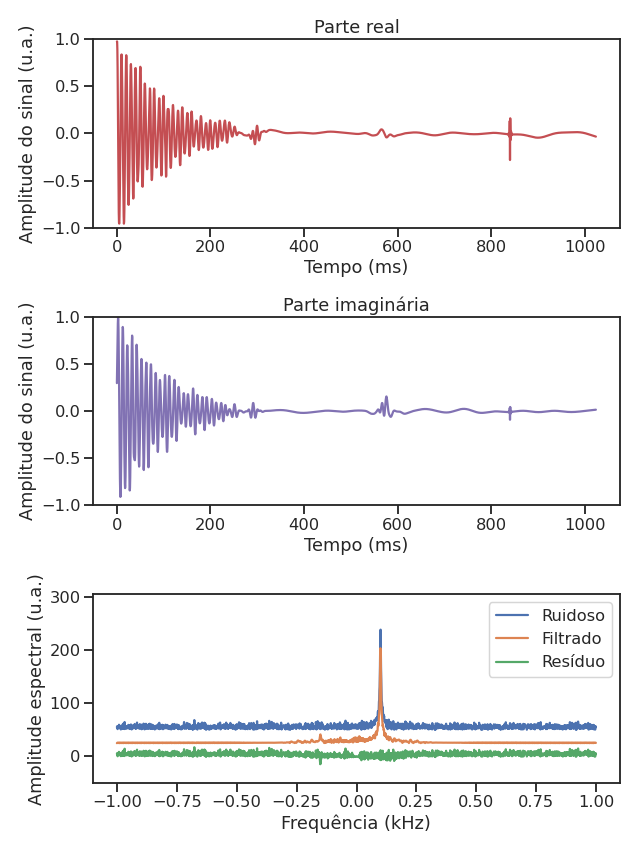 Parte real
Amplitude do sinal (u.a.)
1.0
0.5
0.0
−0.5
−1.0
0 200 400 600 800 1000
Tempo (ms)
Parte imaginária
Amplitude do sinal (u.a.)
1.0
0.5
0.0
−0.5
−1.0
0 200 400 600 800 1000
Tempo (ms)
Amplitude espectral (u.a.)
300
200
100
0
Ruidoso
Filtrado
Resíduo
−1.00 −0.75 −0.50 −0.25 0.00 0.25 0.50 0.75 1.00
Frequência (kHz)